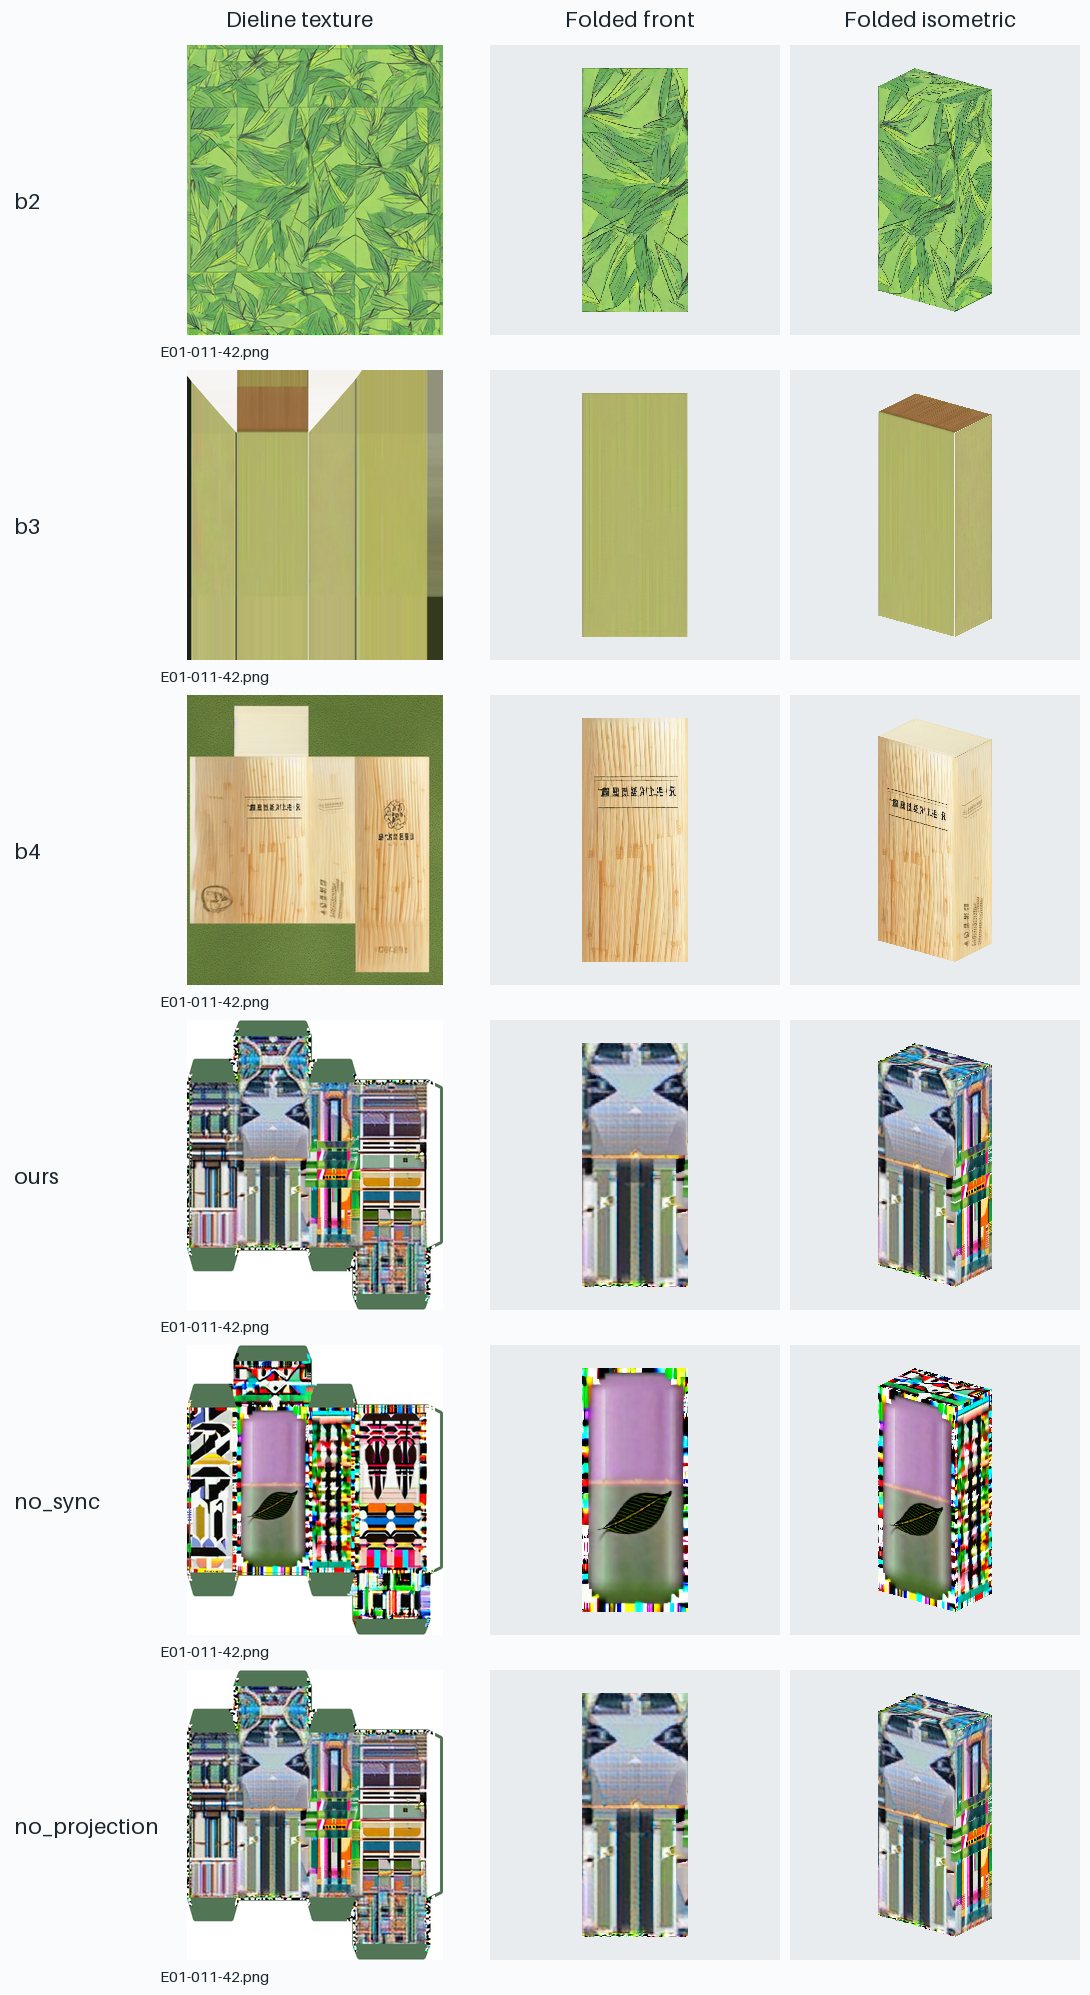 Dieline texture
Folded front
Folded isometric
b2
E01-011-42.png
b3
E01-011-42.png
b4
E01-011-42.png
ours
E01-011-42.png
no_sync
E01-011-42.png
no_projection
E01-011-42.png